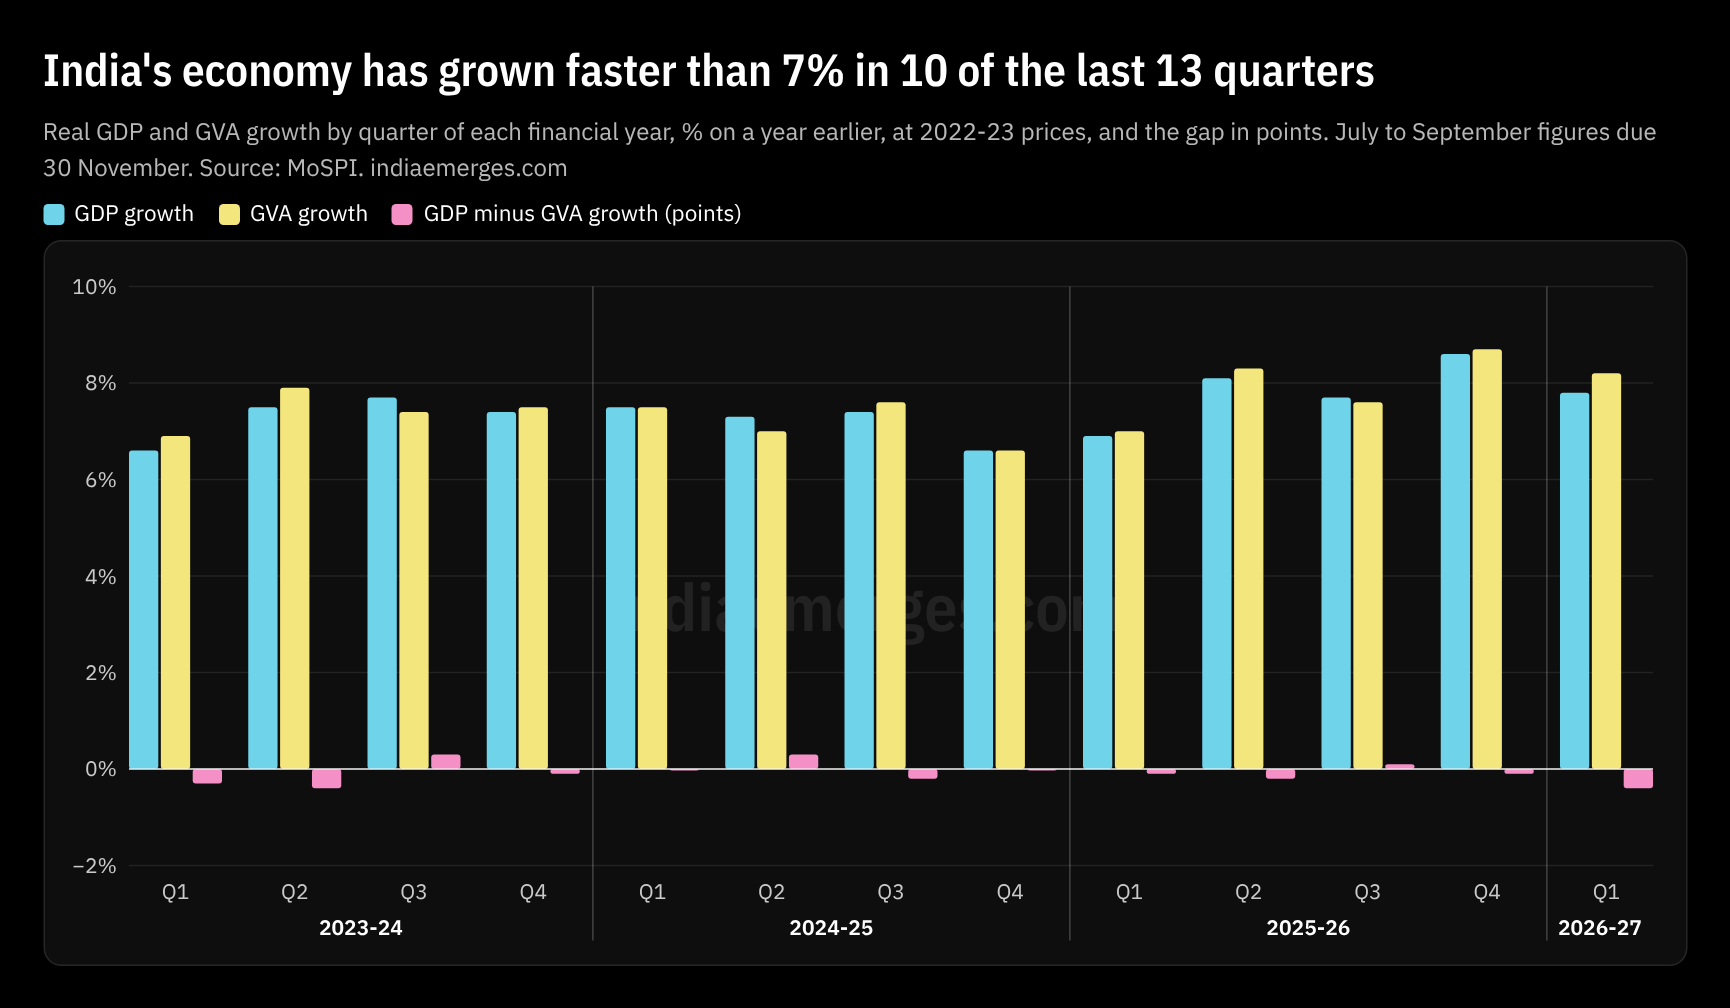 India's economy has grown faster than 7% in 10 of the last 13 quarters
Real GDP and GVA growth by quarter of each financial year, % on a year earlier, at 2022-23 prices, and the gap in points. July to September figures due
30 November. Source: MoSPI. indiaemerges.com
GDP growth GVA growth GDP minus GVA growth (points)
10%
8%
6%
4%
2%
0%
−2%
indiaemerges.com
Q1 Q2 Q3 Q4 Q1 Q2 Q3 Q4 Q1 Q2 Q3 Q4 Q1
2023-24 2024-25 2025-26 2026-27